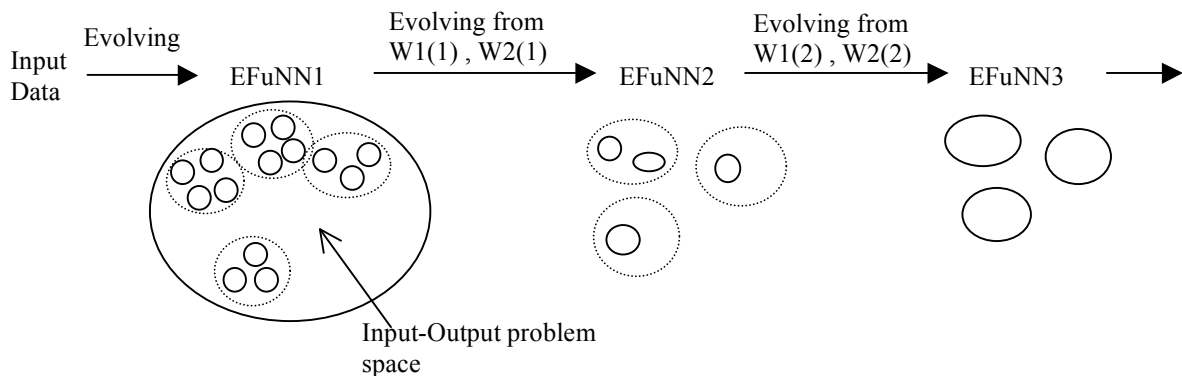 Input
Data
Evolving
EFuNN1
Evolving from
W1(1) , W2(1)
EFuNN2
Evolving from
W1(2) , W2(2)
EFuNN3
Input-Output problem
space